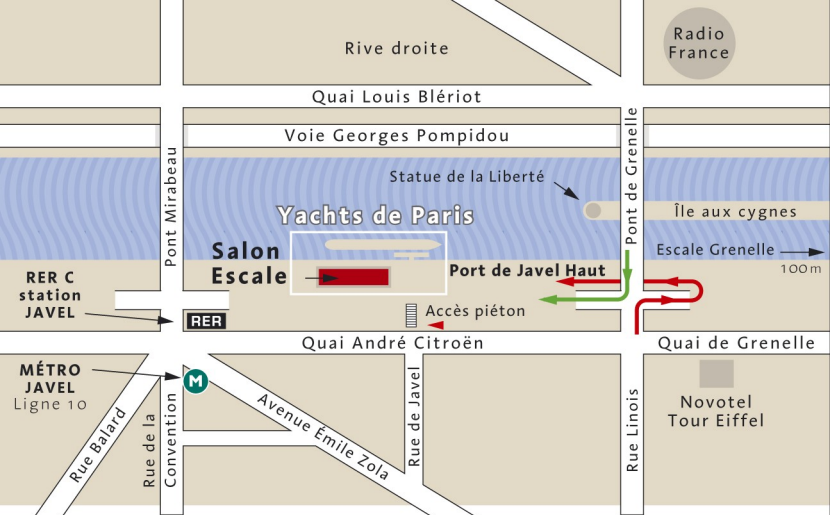 Radio
France
Rive droite
Quai Louis Blériot
Voie Georges Pompidou
Pont de Grenelle
Pont Mirabeau
Statue de la Liberté
Île aux cygnes
Yachts de Paris
Salon
Escale
Escale Grenelle
100m
Port de Javel Haut
RER C
station
JAVEL
RER
Accès piéton
Quai André Citroën
Quai de Grenelle
MÉTRO
JAVEL
Ligne 10
M
Rue Balard
Rue de la
Convention
Avenue Émile Zola
Rue de Javel
Rue Linois
Novotel
Tour Eiffel